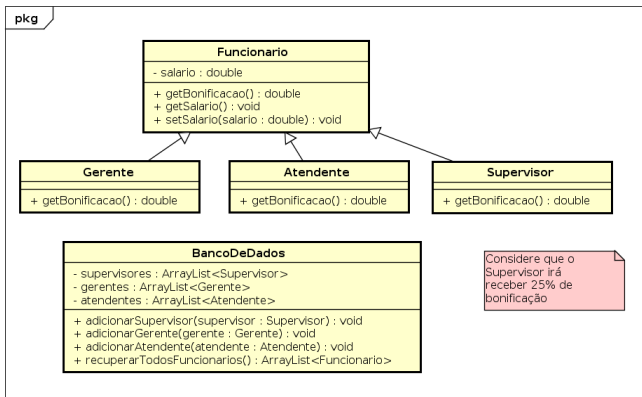 pkg
Funcionario
- salario : double
+ getBonificacao() : double
+ getSalario() : void
+ setSalario(salario : double) : void
Gerente
+ getBonificacao() : double
Atendente
+ getBonificacao() : double
Supervisor
+ getBonificacao() : double
BancoDeDados
- supervisores : ArrayList<Supervisor>
- gerentes : ArrayList<Gerente>
- atendentes : ArrayList<Atendente>
+ adicionarSupervisor(supervisor : Supervisor) : void
+ adicionarGerente(gerente : Gerente) : void
+ adicionarAtendente(atendente : Atendente) : void
+ recuperarTodosFuncionarios() : ArrayList<Funcionario>
Considere que o
Supervisor irá
receber 25% de
bonificação